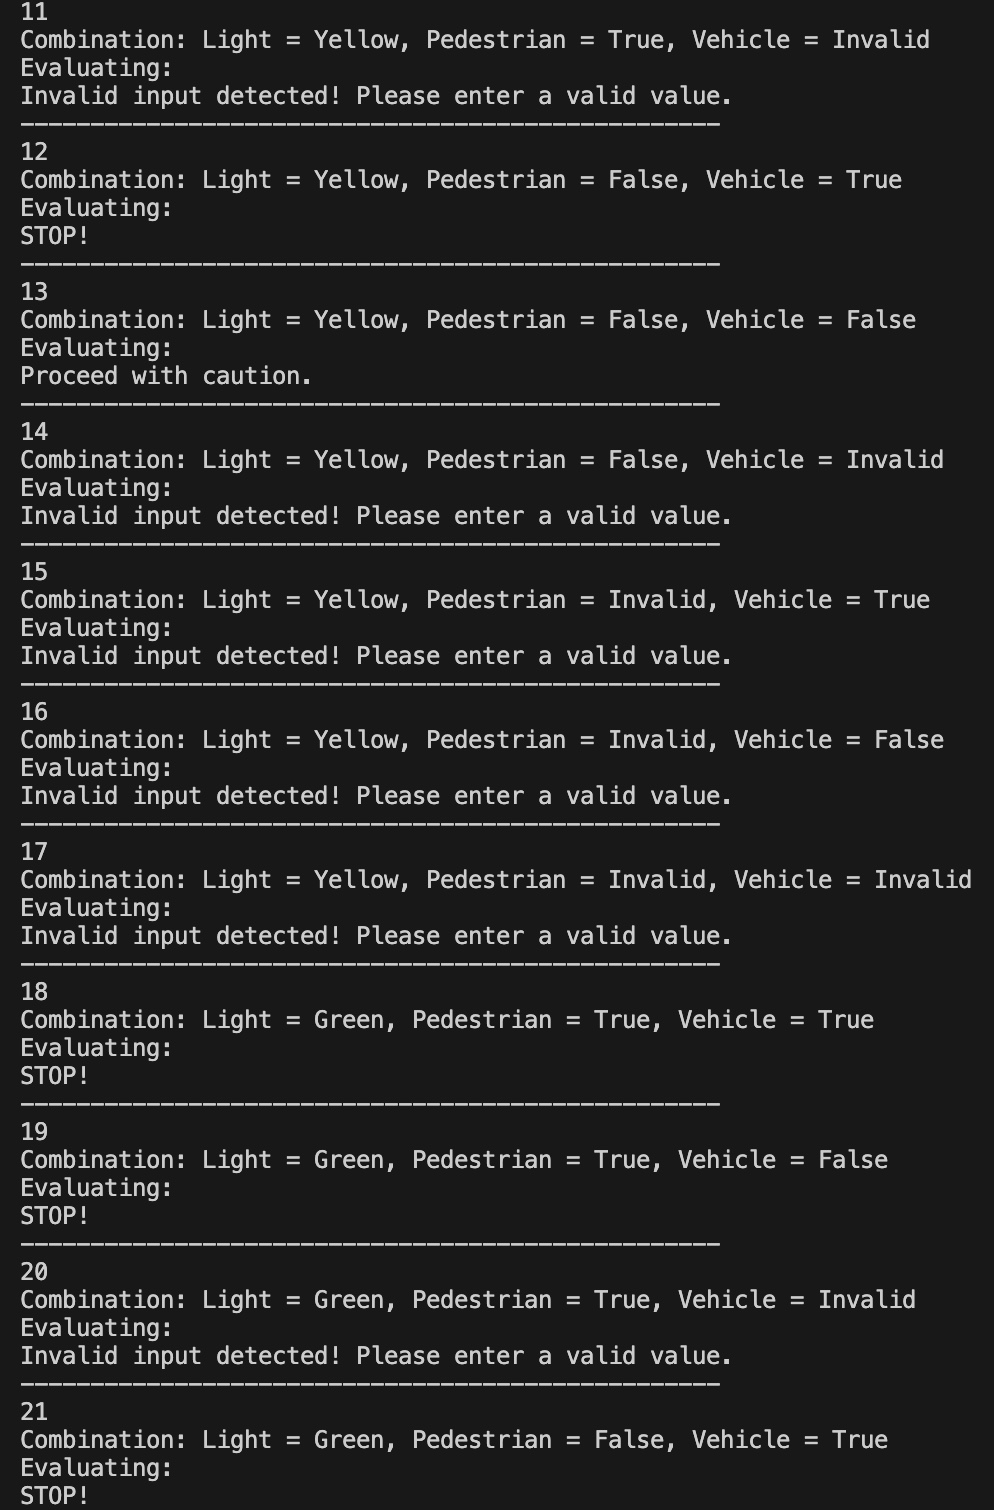 11
Combination: Light = Yellow, Pedestrian = True, Vehicle = Invalid
Evaluating:
Invalid input detected! Please enter a valid value.
--------------------------------------------------
12
Combination: Light = Yellow, Pedestrian = False, Vehicle = True
Evaluating:
STOP!
--------------------------------------------------
13
Combination: Light = Yellow, Pedestrian = False, Vehicle = False
Evaluating:
Proceed with caution.
--------------------------------------------------
14
Combination: Light = Yellow, Pedestrian = False, Vehicle = Invalid
Evaluating:
Invalid input detected! Please enter a valid value.
--------------------------------------------------
15
Combination: Light = Yellow, Pedestrian = Invalid, Vehicle = True
Evaluating:
Invalid input detected! Please enter a valid value.
--------------------------------------------------
16
Combination: Light = Yellow, Pedestrian = Invalid, Vehicle = False
Evaluating:
Invalid input detected! Please enter a valid value.
--------------------------------------------------
17
Combination: Light = Yellow, Pedestrian = Invalid, Vehicle = Invalid
Evaluating:
Invalid input detected! Please enter a valid value.
--------------------------------------------------
18
Combination: Light = Green, Pedestrian = True, Vehicle = True
Evaluating:
STOP!
--------------------------------------------------
19
Combination: Light = Green, Pedestrian = True, Vehicle = False
Evaluating:
STOP!
--------------------------------------------------
20
Combination: Light = Green, Pedestrian = True, Vehicle = Invalid
Evaluating:
Invalid input detected! Please enter a valid value.
--------------------------------------------------
21
Combination: Light = Green, Pedestrian = False, Vehicle = True
Evaluating:
STOP!